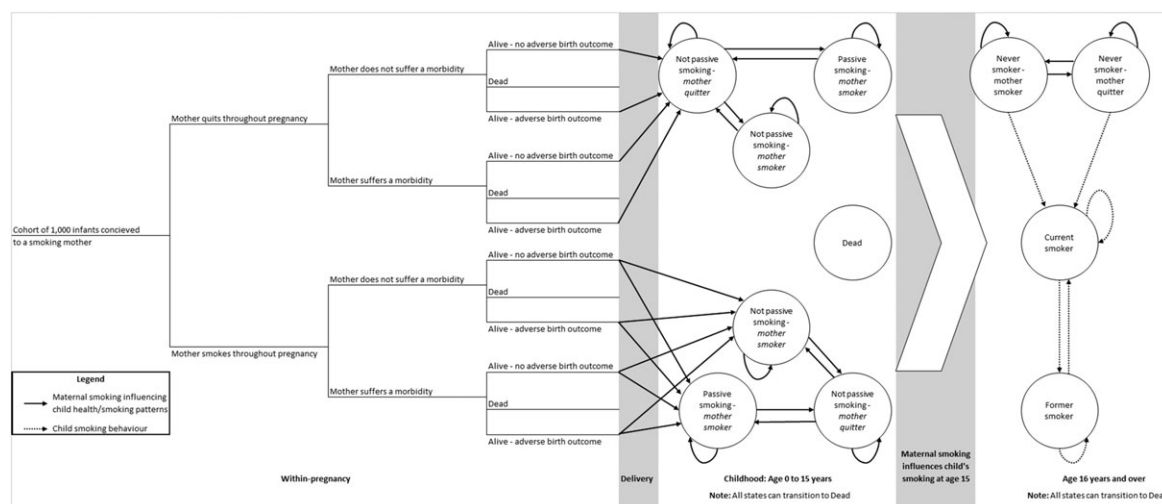 Cohort of 1,000 infants concieved
to a smoking mother
Mother quits throughout pregnancy
Mother smokes throughout pregnancy
Mother does not suffer a morbidity
Mother suffers a morbidity
Mother does not suffer a morbidity
Mother suffers a morbidity
Alive - no adverse birth outcome
Dead
Alive - adverse birth outcome
Alive - no adverse birth outcome
Dead
Alive - adverse birth outcome
Alive - no adverse birth outcome
Dead
Alive - adverse birth outcome
Alive - no adverse birth outcome
Dead
Alive - adverse birth outcome
Legend
Maternal smoking influencing
child health/smoking patterns
Child smoking behaviour
Within-pregnancy
Delivery
Not passive
smoking -
mother
quitter
Passive
smoking -
mother
smoker
Not passive
smoking -
mother
smoker
Dead
Not passive
smoking -
mother
smoker
Passive
smoking -
mother
smoker
Not passive
smoking -
mother
quitter
Childhood: Age 0 to 15 years
Note: All states can transition to Dead
Maternal smoking
influences child's
smoking at age 15
Never
smoker -
mother
smoker
Never
smoker -
mother
quitter
Current
smoker
Former
smoker
Age 16 years and over
Note: All states can transition to Dead